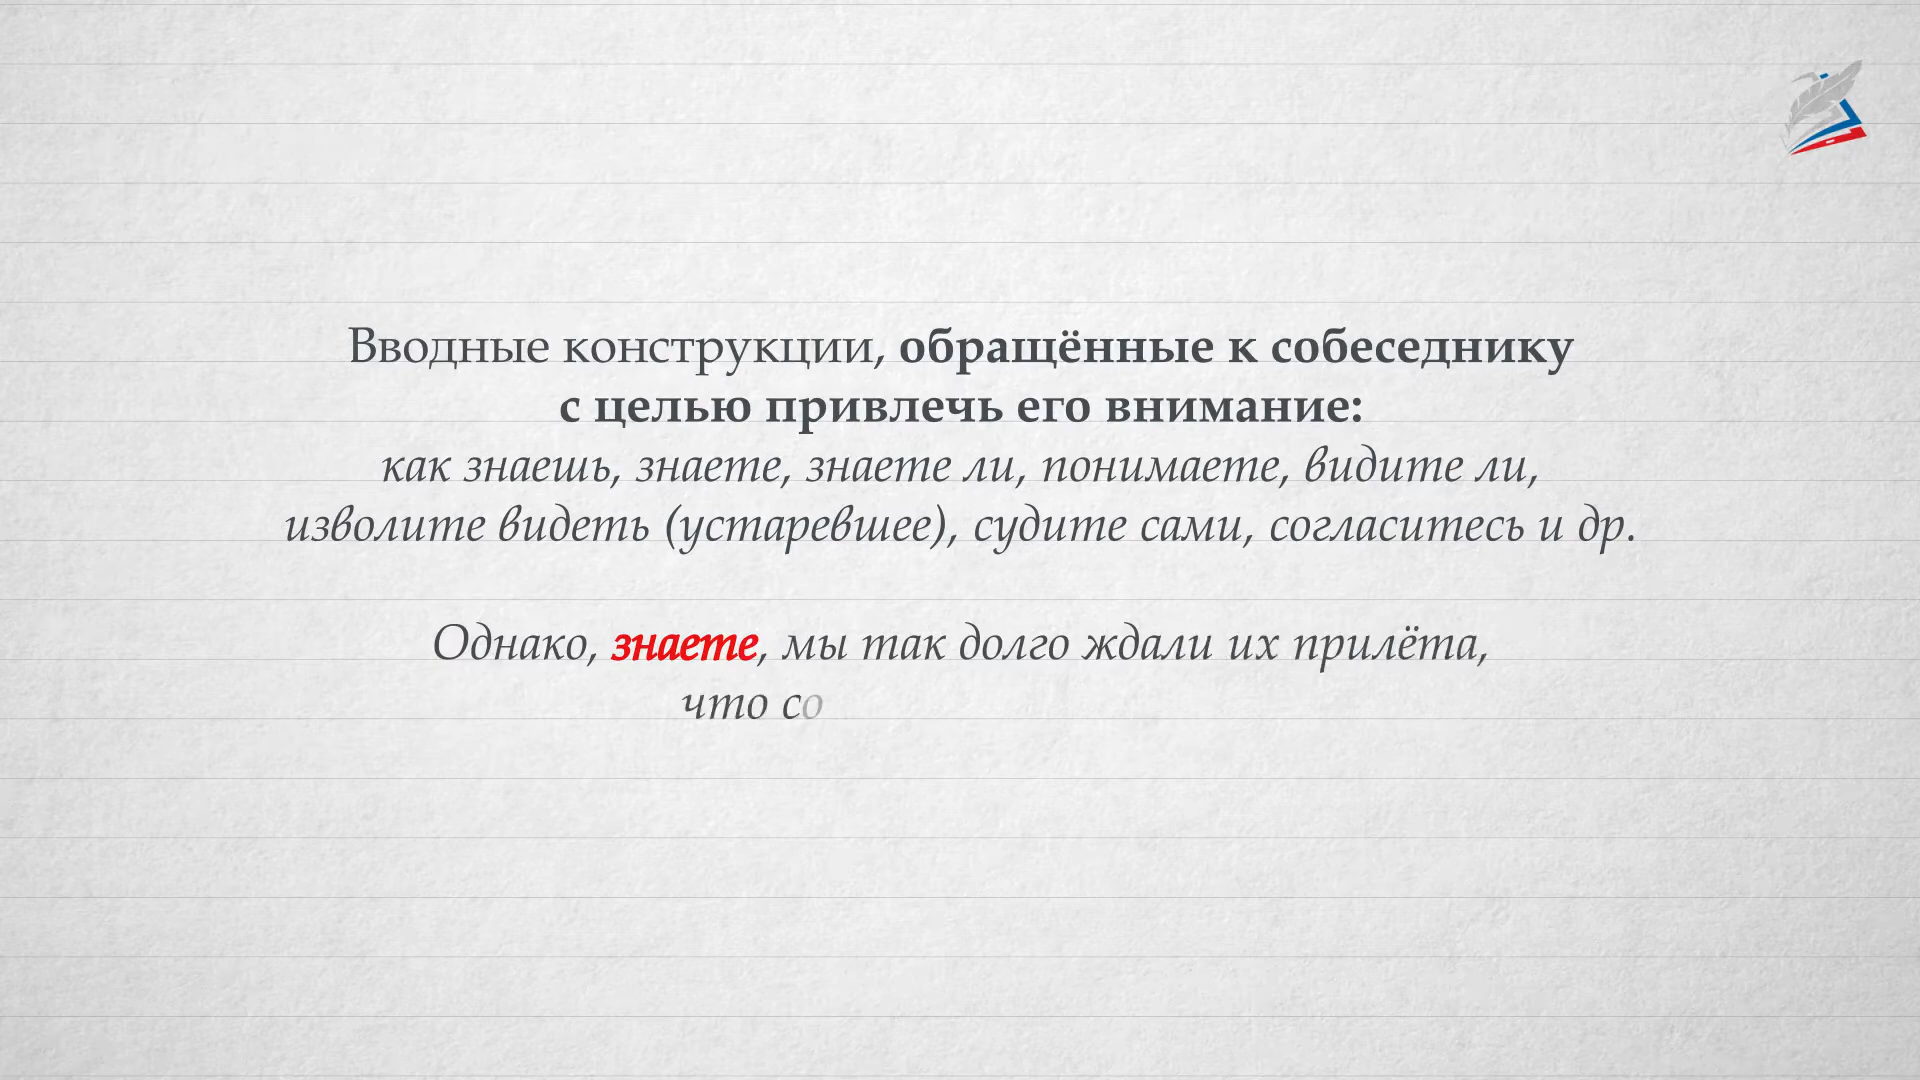 Вводные конструкции, обращённые к собеседнику
с целью привлечь его внимание:
как знаешь, знаете, знаете ли, понимаете, видите ли,
изволите видеть (устаревшее), судите сами, согласитесь и др.
Однако, знаете, мы так долго ждали их прилёта,
что со